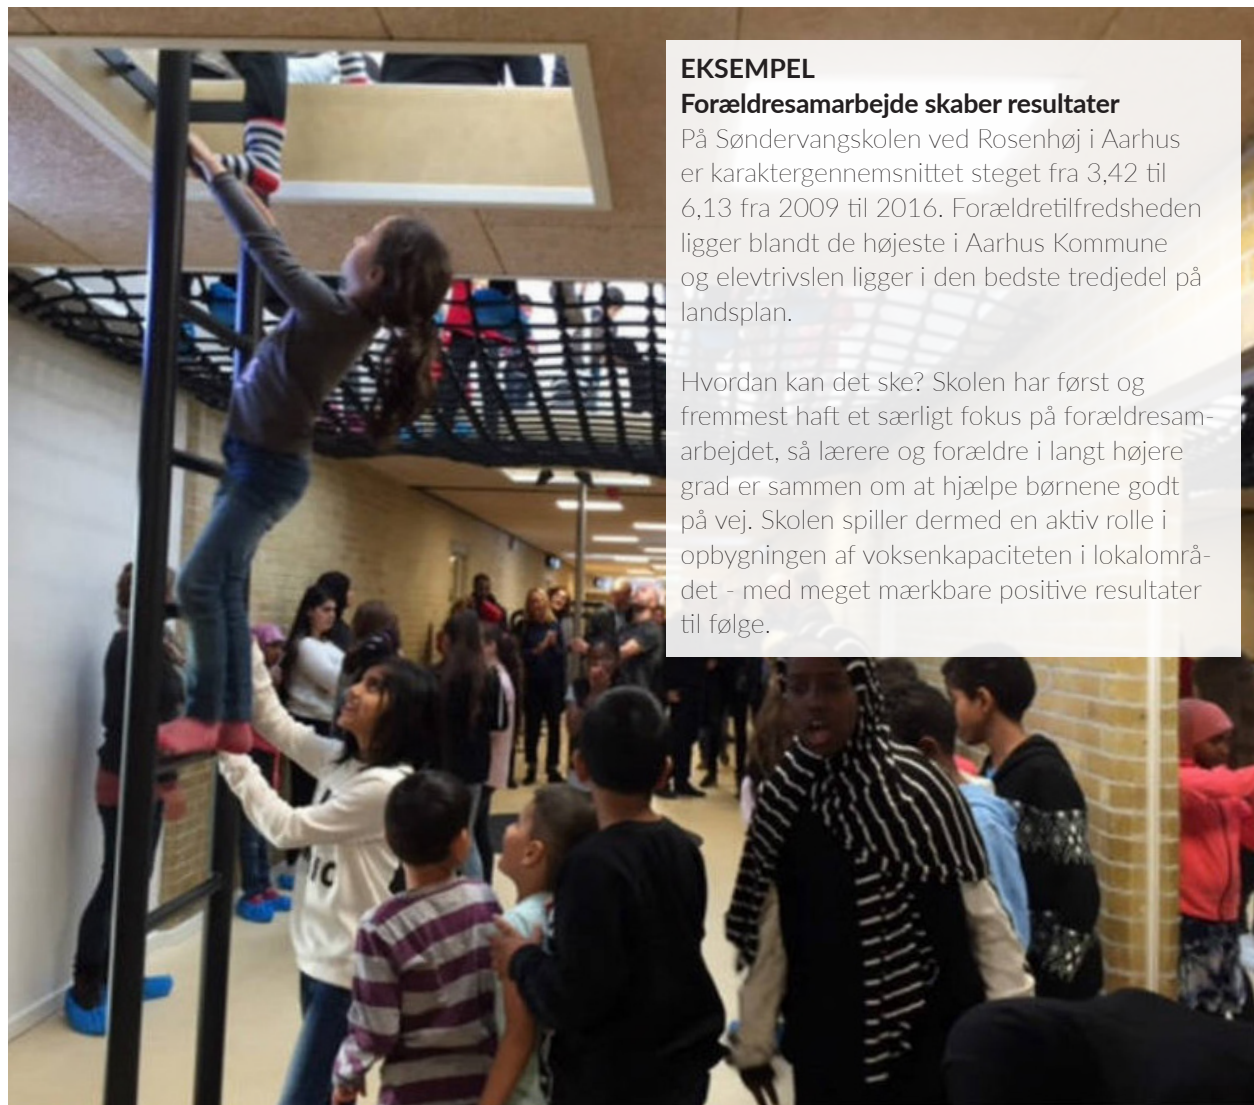 EKSEMPEL
Forældresamarbejde skaber resultater
På Søndervangskolen ved Rosenhøj i Aarhus
er karaktergennemsnittet steget fra 3,42 til
6,13 fra 2009 til 2016. Forældretilfredsheden
ligger blandt de højeste i Aarhus Kommune
og elevtrivslen ligger i den bedste tredjedel på
landsplan.
Hvordan kan det ske? Skolen har først og
fremmest haft et særligt fokus på forældresam-
arbejdet, så lærere og forældre i langt højere
grad er sammen om at hjælpe børnene godt
på vej. Skolen spiller dermed en aktiv rolle i
opbygningen af voksenkapaciteten i lokalområ-
det - med meget mærkbare positive resultater
til følge.